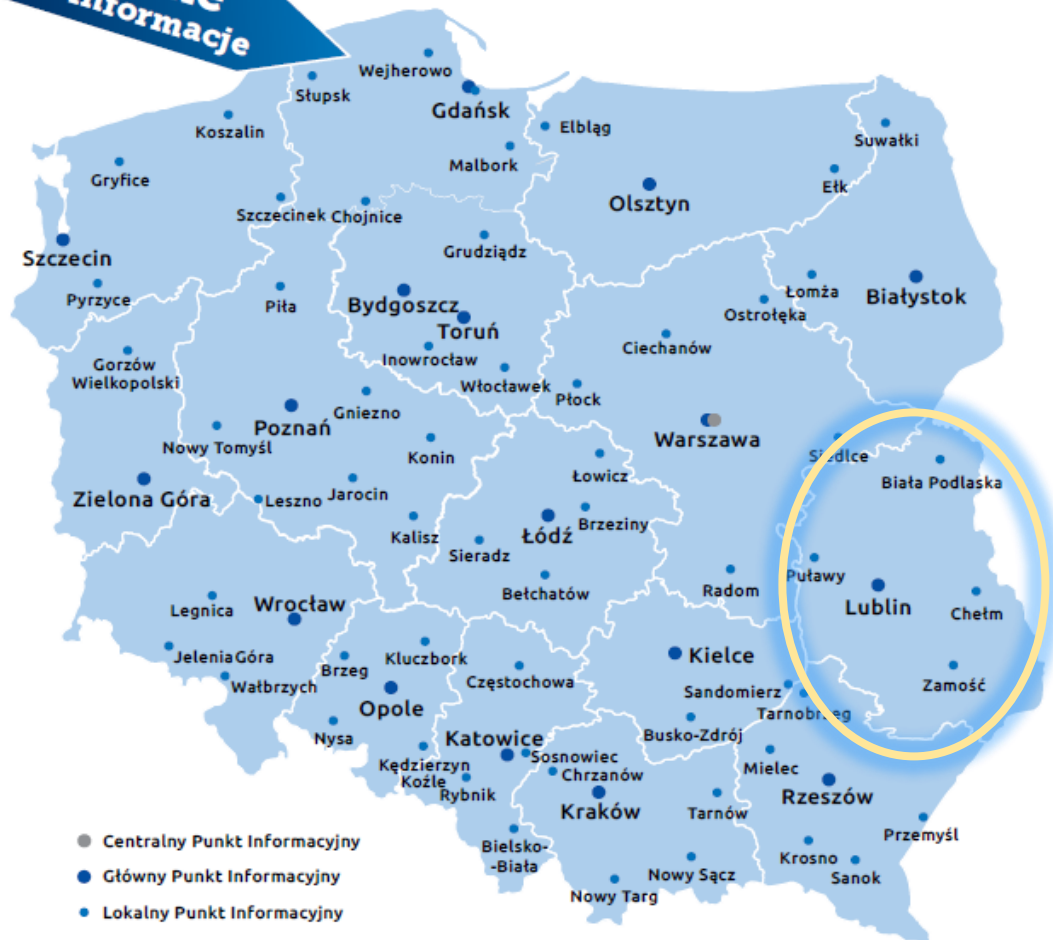 informacje
Wejherowo
Słupsk
Gdańsk
Koszalin
Elbląg
Suwałki
Malbork
Gryfice
Ełk
Olsztyn
Szczecinek
Chojnice
Grudziądz
Szczecin
Pyrzyce
Piła
Bydgoszcz
Łomża
Białystok
Toruń
Ostrołęka
Ciechanów
Inowrocław
Gorzów
Wielkopolski
Włocławek
Płock
Gniezno
Poznań
Nowy Tomyśl
Warszawa
Konin
Siedlce
Łowicz
Biała Podlaska
Zielona Góra
Leszno
Jarocin
Brzeziny
Kalisz
Łódź
Sieradz
Puławy
Radom
Bełchatów
Lublin
Chełm
Legnica
Wrocław
Jelenia Góra
Brzeg
Kluczbork
Kielce
Wałbrzych
Częstochowa
Zamość
Sandomierz
Opole
Tarnobrzeg
Nysa
Busko-Zdrój
Katowice
Sosnowiec
Kędzierzyn
Koźle
Chrzanów
Mielec
Rybnik
Rzeszów
Kraków
Tarnów
Przemyśl
Centralny Punkt Informacyjny
Bielsko-
-Biała
Krosno
Główny Punkt Informacyjny
Nowy Sącz
Sanok
Nowy Targ
Lokalny Punkt Informacyjny